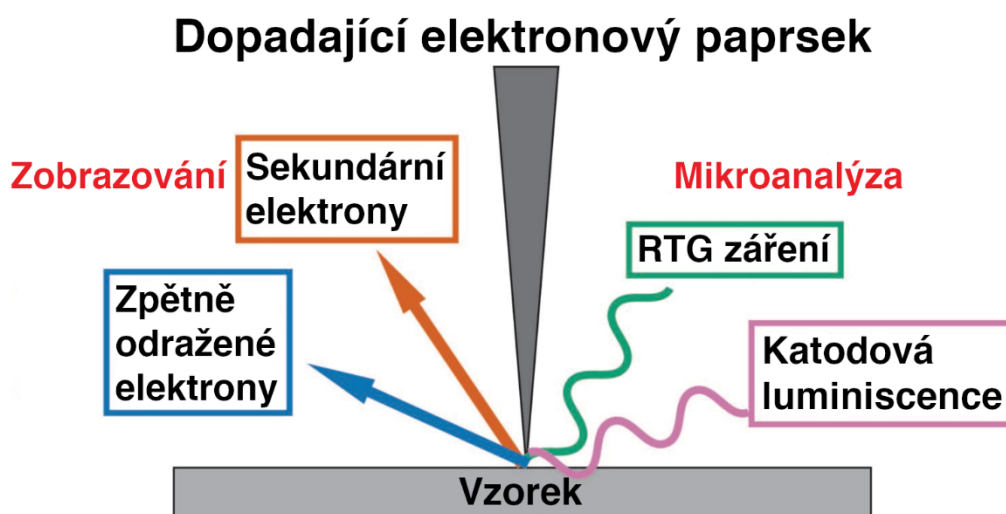 Dopadající elektronový paprsek
Zobrazování
Sekundární
elektrony
Zpětně
odražené
elektrony
Mikroanalýza
RTG záření
Katodová
luminiscence
Vzorek